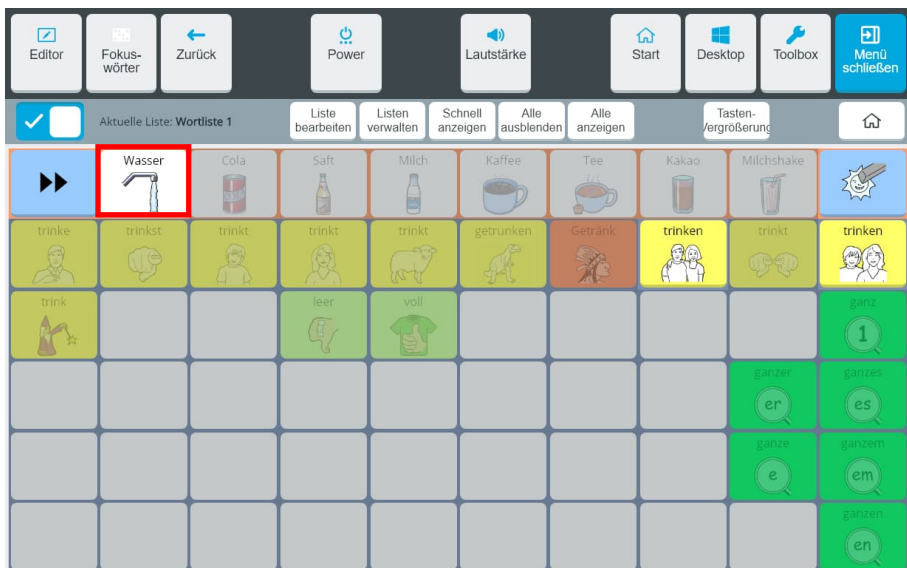 Editor
Fokus-
wörter
Zurück
Power
Lautstärke
Start
Desktop
Toolbox
Menü
schließen
Aktuelle Liste: Wortliste 1
Liste
bearbeiten
Listen
verwalten
Schnell
anzeigen
Alle
ausblenden
Alle
anzeigen
Tasten-
Vergrößerung
Wasser
Cola
Saft
Milch
Kaffee
Tee
Kakao
Milchshake
trinke
trinkst
trinkt
trinkt
trinkt
getrunken
Getränk
trinken
trinkt
trinken
trink
leer
voll
ganz
1
ganzer
er
ganzes
es
ganze
e
ganzem
em
ganzen
en